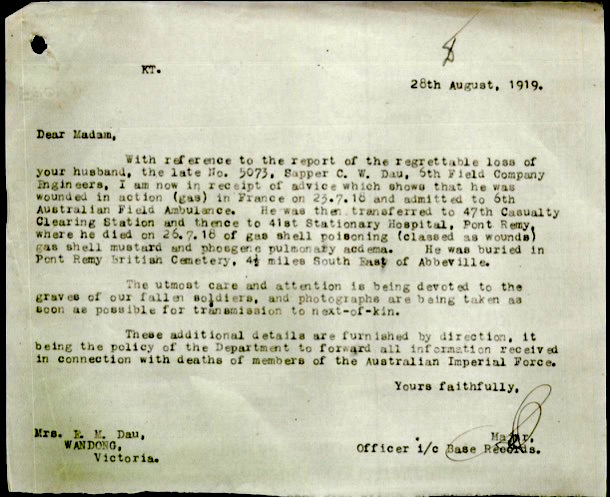 8
KT.
28th August, 1919.
Dear Madam,
With reference to the report of the regrettable loss of
your husband, the late No. 5073, Sapper C. W. Dau, 6th Field Company
Engineers, I am now in receipt of advice which shows that he was
wounded in action (gas) in France on 23.7.18 and admitted to 6th
Australian Field Ambulance. He was then transferred to 47th Casualty
Clearing Station and thence to 41st Stationary Hospital, Pont Remy,
where he died on 26.7.18 of gas shell poisoning (classed as wounds)
gas shell mustard and phosgene pulmonary aedema. He was buried in
Pont Remy British Cemetery, 4½ miles South East of Abbeville.
The utmost care and attention is being devoted to the
graves of our fallen soldiers, and photographs are being taken as
soon as possible for transmission to next-of-kin.
These additional details are furnished by direction, it
being the policy of the Department to forward all information received
in connection with deaths of members of the Australian Imperial Force.
Yours faithfully,
Major,
Officer i/c Base Records.
Mrs. E. M. Dau,
WANDONG,
Victoria.